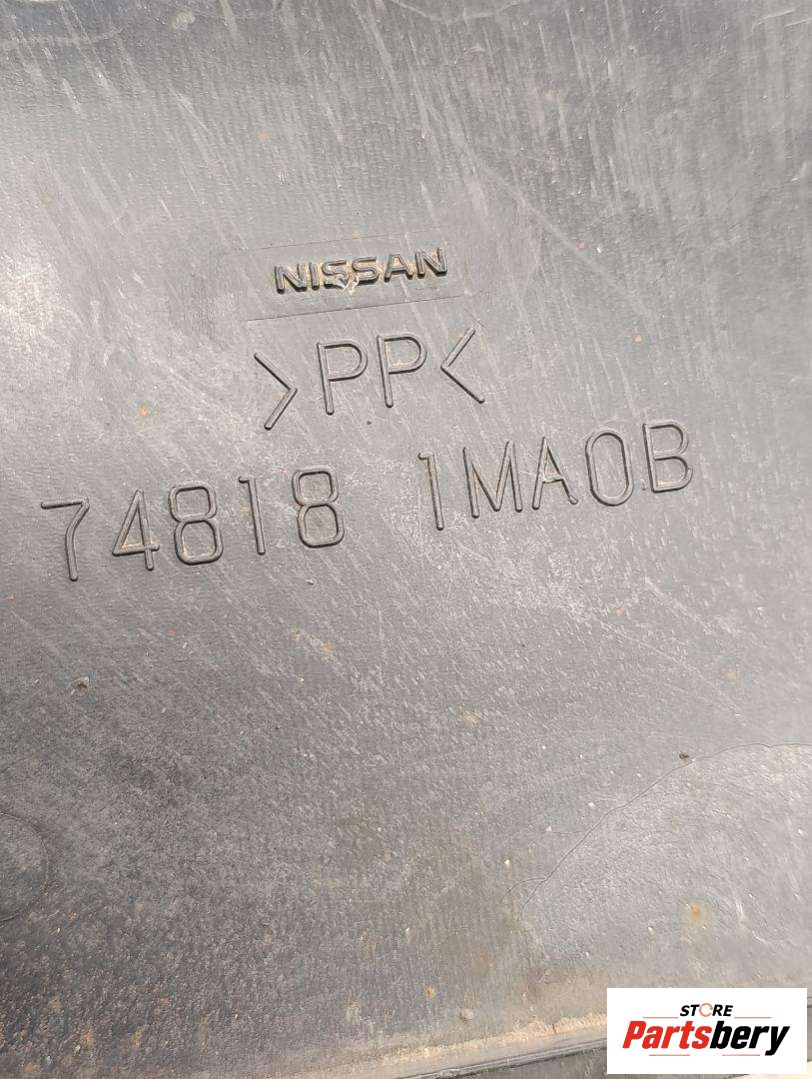 NISSAN
>PP<
74818 1MA0B
STORE
Partsbery